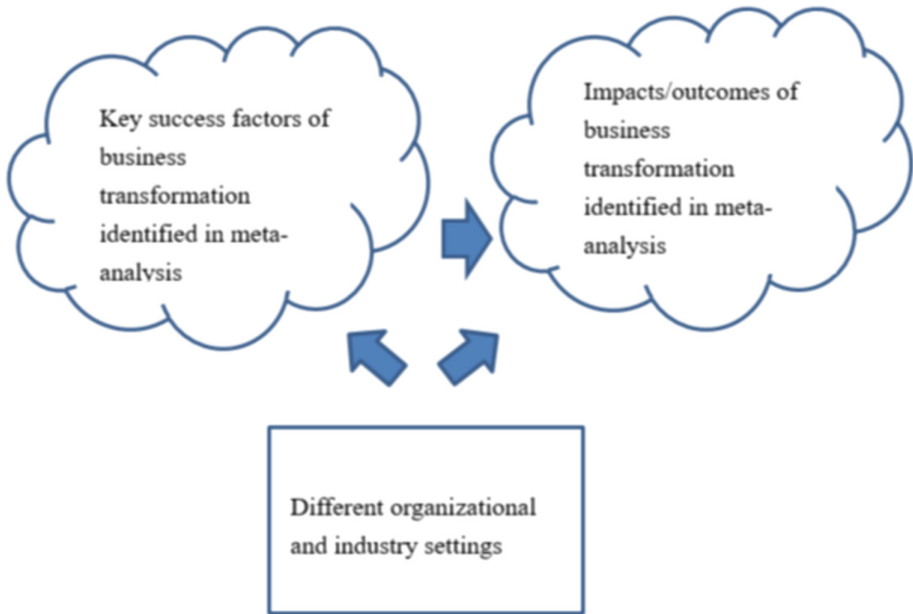 Key success factors of
business
transformation
identified in meta-
analysis
Impacts/outcomes of
business
transformation
identified in meta-
analysis
Different organizational
and industry settings